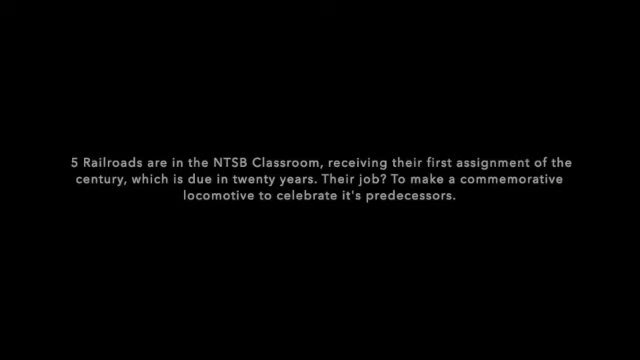 5 Railroads are in the NTSB Classroom, receiving their first assignment of the
century, which is due in twenty years. Their job? To make a commemorative
locomotive to celebrate it's predecessors.